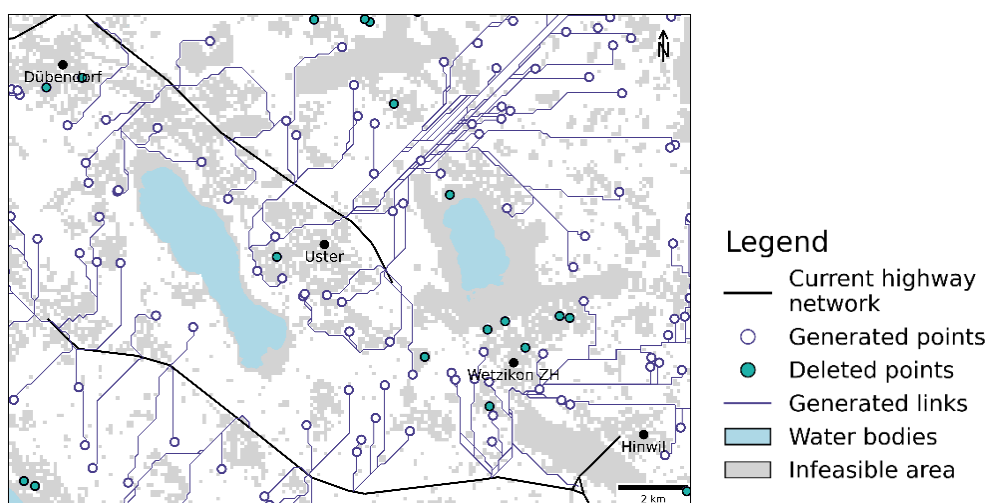 N
Dübendorf
Uster
Wetzikon ZH
Hinwil
2 km
Legend
Current highway
network
Generated points
Deleted points
Generated links
Water bodies
Infeasible area